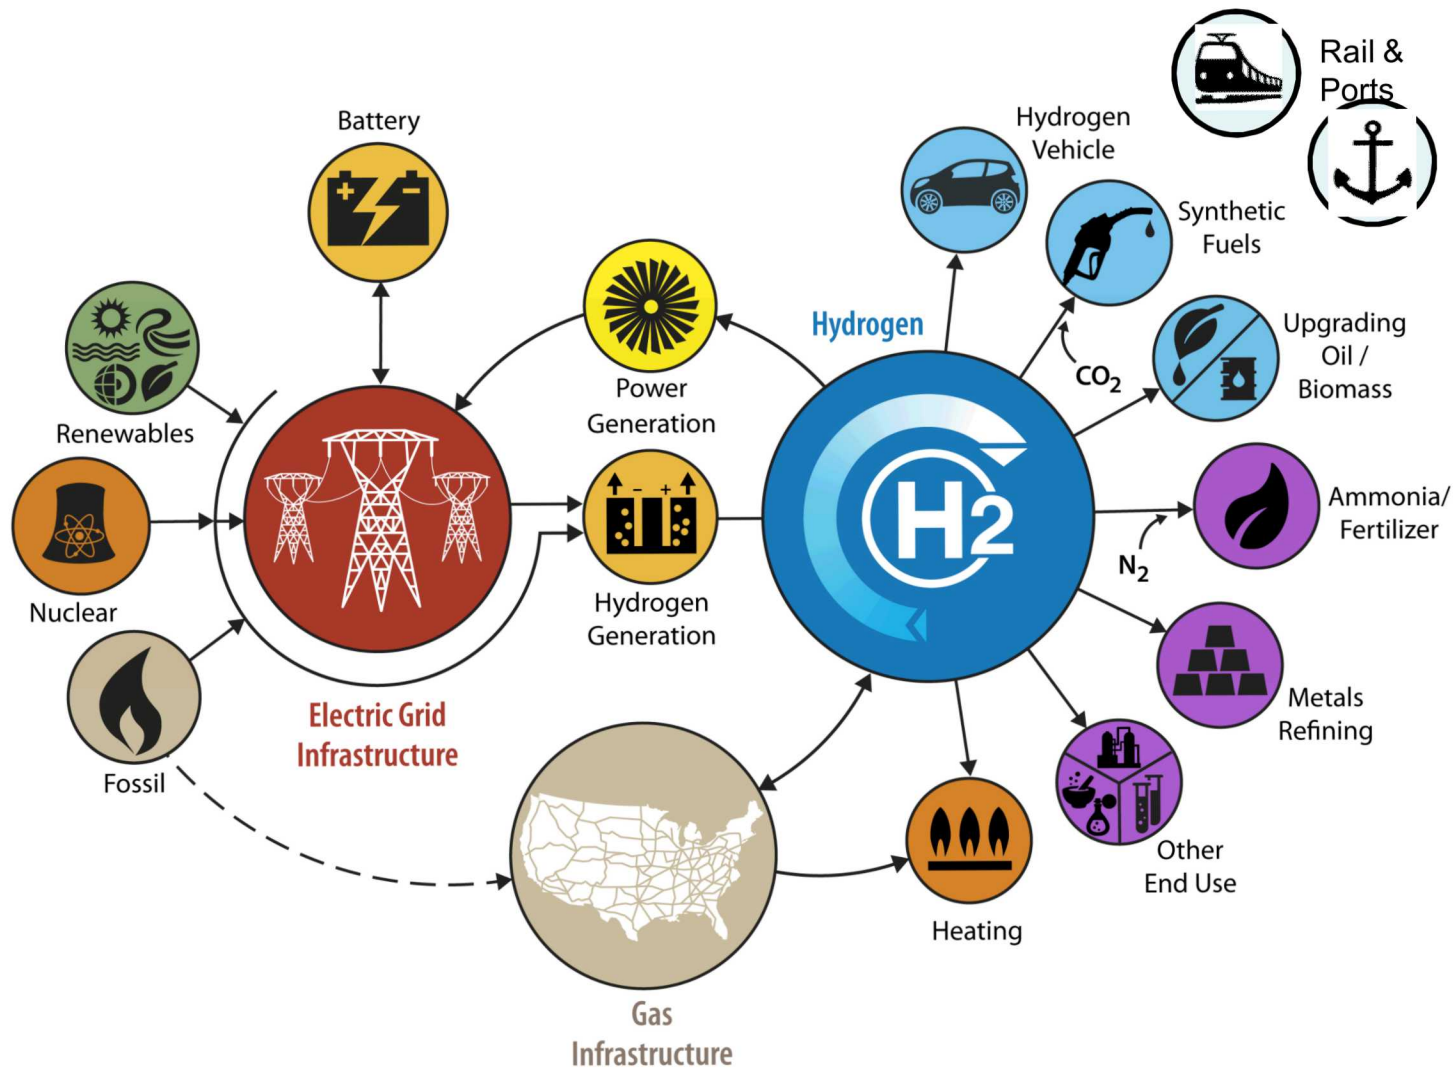 Rail &
Ports
Battery
Hydrogen
Vehicle
Synthetic
Fuels
Hydrogen
CO2
Upgrading
Oil /
Biomass
Renewables
Power
Generation
+ -
- +
H2
Ammonia/
Fertilizer
N2
Nuclear
Hydrogen
Generation
Metals
Refining
Electric Grid
Infrastructure
Fossil
Other
End Use
Heating
Gas
Infrastructure